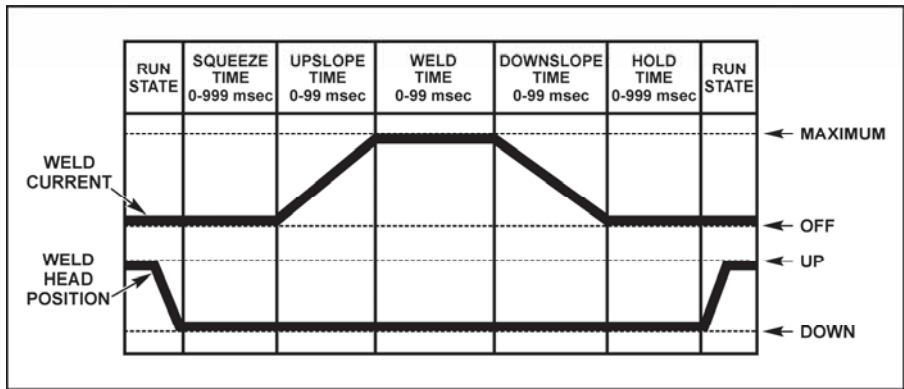 RUN
STATE
SQUEEZE
TIME
0-999 msec
UPSLOPE
TIME
0-99 msec
WELD
TIME
0-99 msec
DOWNSLOPE
TIME
0-99 msec
HOLD
TIME
0-999 msec
RUN
STATE
MAXIMUM
WELD
CURRENT
OFF
UP
WELD
HEAD
POSITION
DOWN